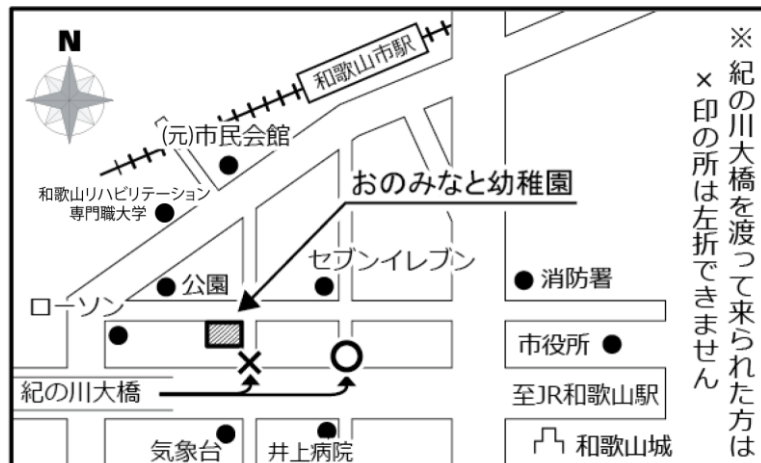 N
和歌山市駅
(元)市民会館
和歌山リハビリテーション
専門職大学
おのみなと幼稚園
セブンイレブン
公園
消防署
ローソン
市役所
紀の川大橋
至JR和歌山駅
気象台
井上病院
和歌山城
※紀の川大橋を渡って来られた方は
×印の所は左折できません